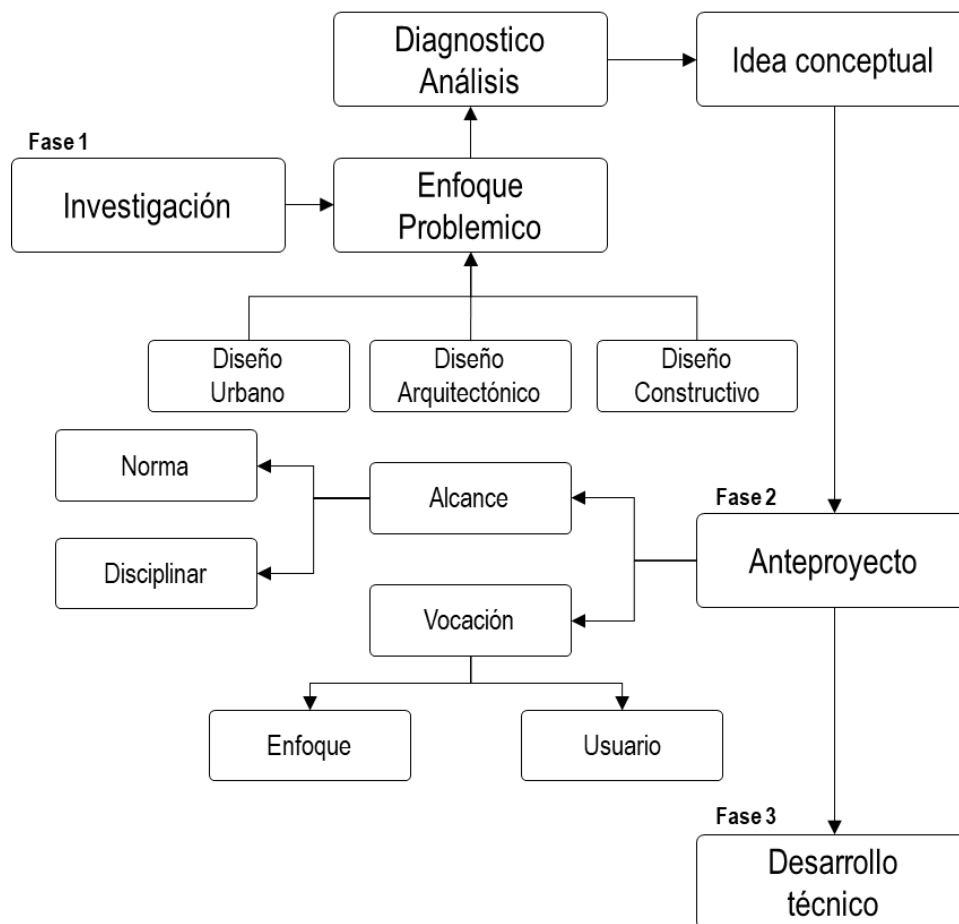 Diagnostico
Análisis
Idea conceptual
Fase 1
Investigación
Enfoque
Problemico
Diseño
Urbano
Diseño
Arquitectónico
Diseño
Constructivo
Norma
Alcance
Fase 2
Anteproyecto
Disciplinar
Vocación
Enfoque
Usuario
Fase 3
Desarrollo
técnico